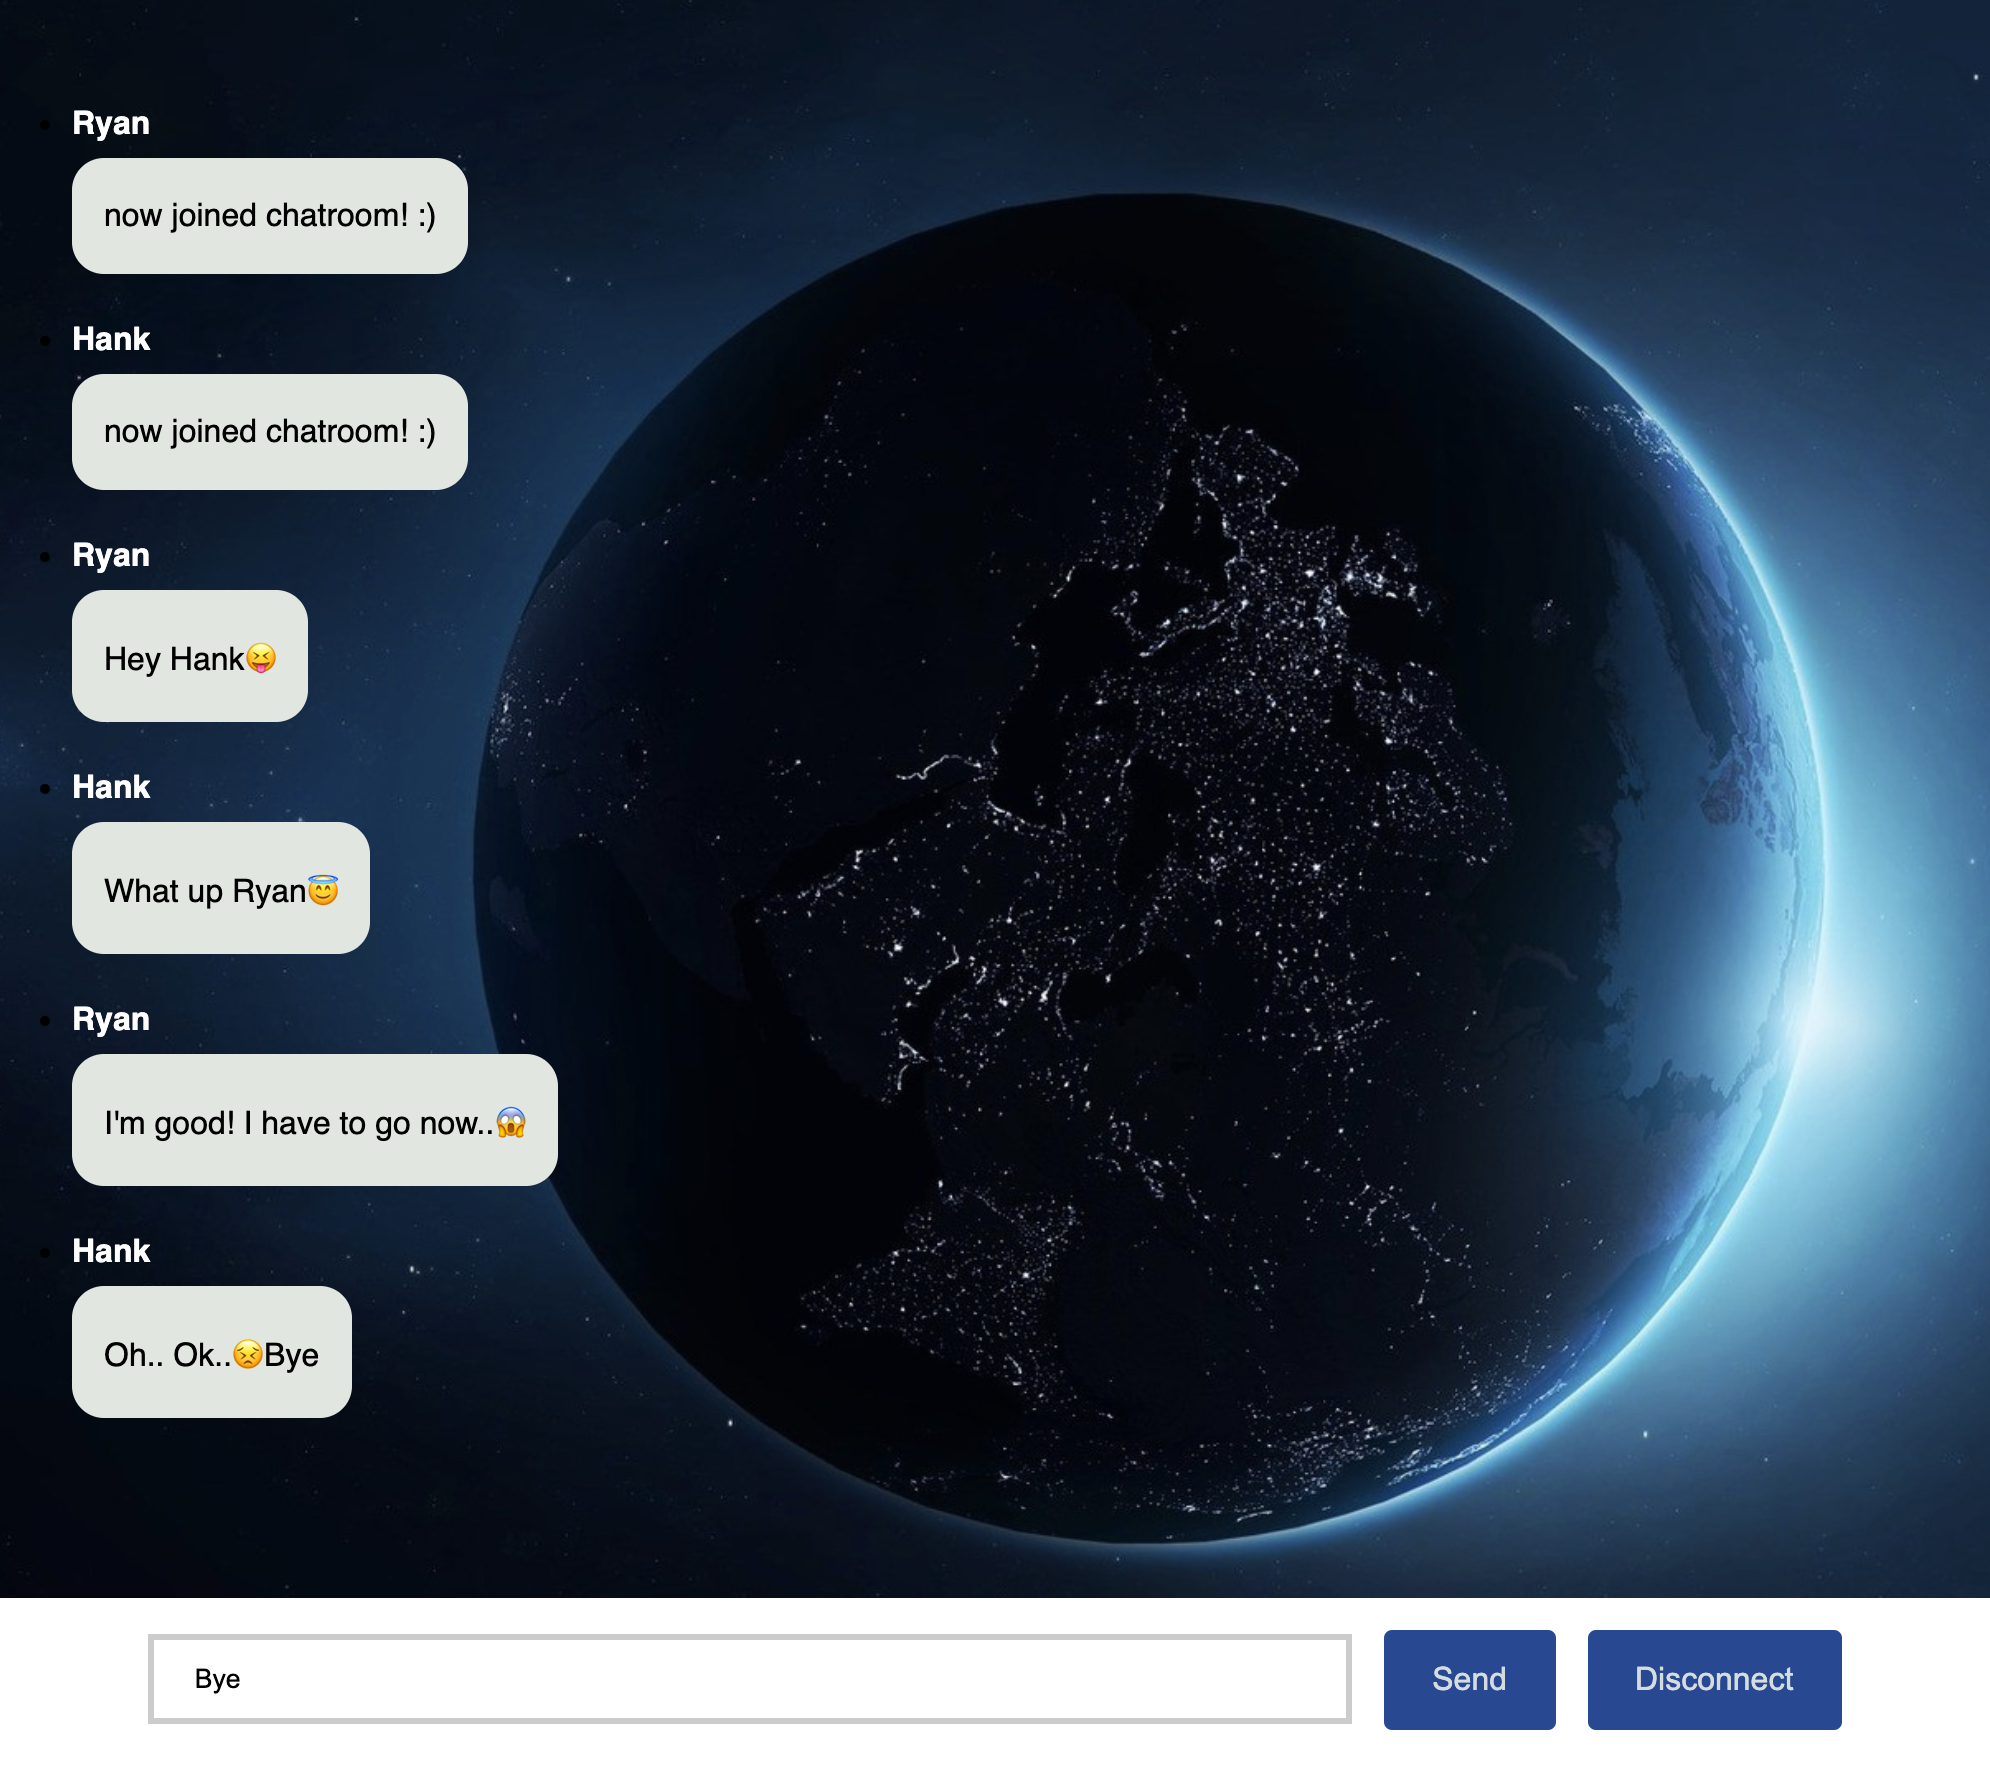 Ryan
now joined chatroom! :)
Hank
now joined chatroom! :)
Ryan
Hey Hank😝
Hank
What up Ryan😇
Ryan
I'm good! I have to go now..😱
Hank
Oh.. Ok..😣Bye
Bye
Send
Disconnect